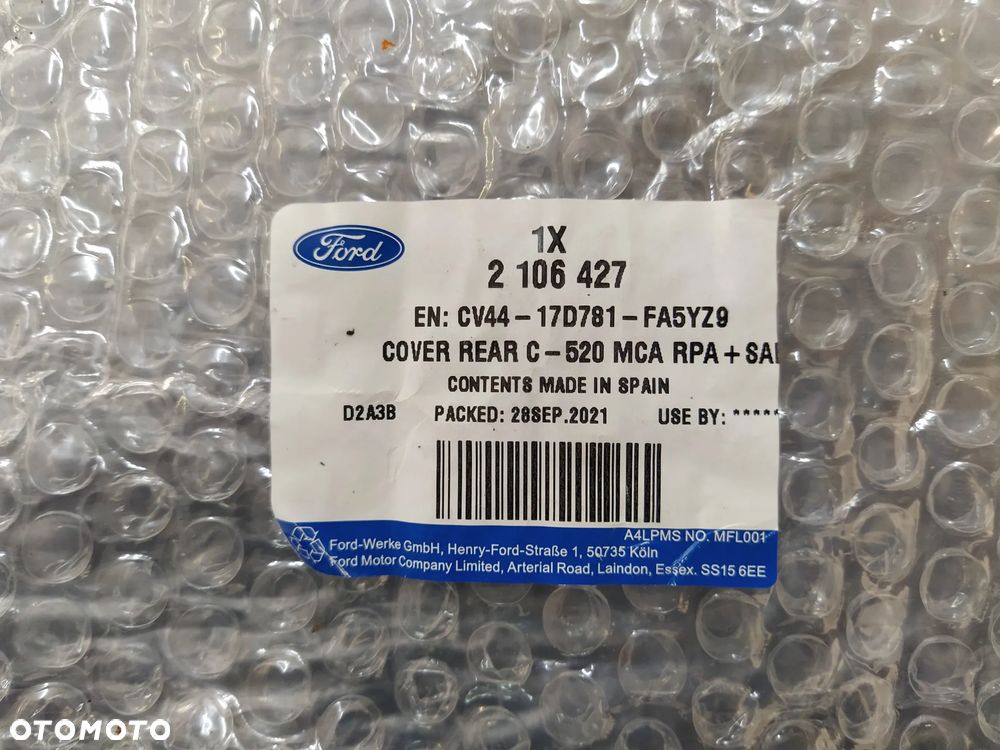 Ford
1X
2 106 427
EN: CV44-17D781-FA5YZ9
COVER REAR C-520 MCA RPA+SA
CONTENTS MADE IN SPAIN
D2A3B PACKED: 28SEP.2021 USE BY: *****
A4LPMS NO. MFL001
Ford-Werke GmbH, Henry-Ford-Straße 1, 50735 Köln
Ford Motor Company Limited, Arterial Road, Laindon, Essex. SS15 6EE
OTOMOTO